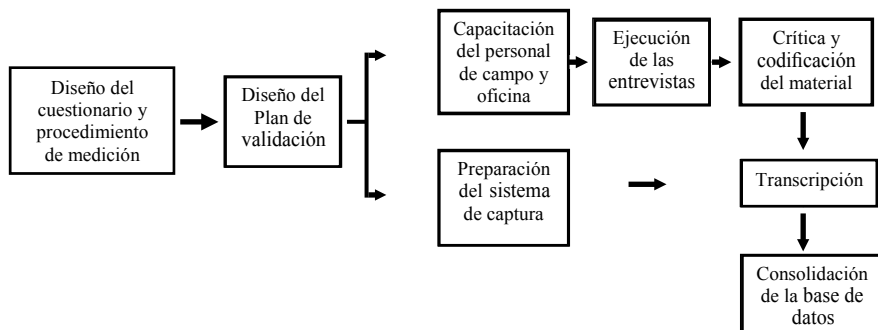 Diseño del
cuestionario y
procedimiento
de medición
Diseño del
Plan de
validación
Capacitación
del personal
de campo y
oficina
Ejecución
de las
entrevistas
Crítica y
codificación
del material
Preparación
del sistema
de captura
Transcripción
Consolidación
de la base de
datos